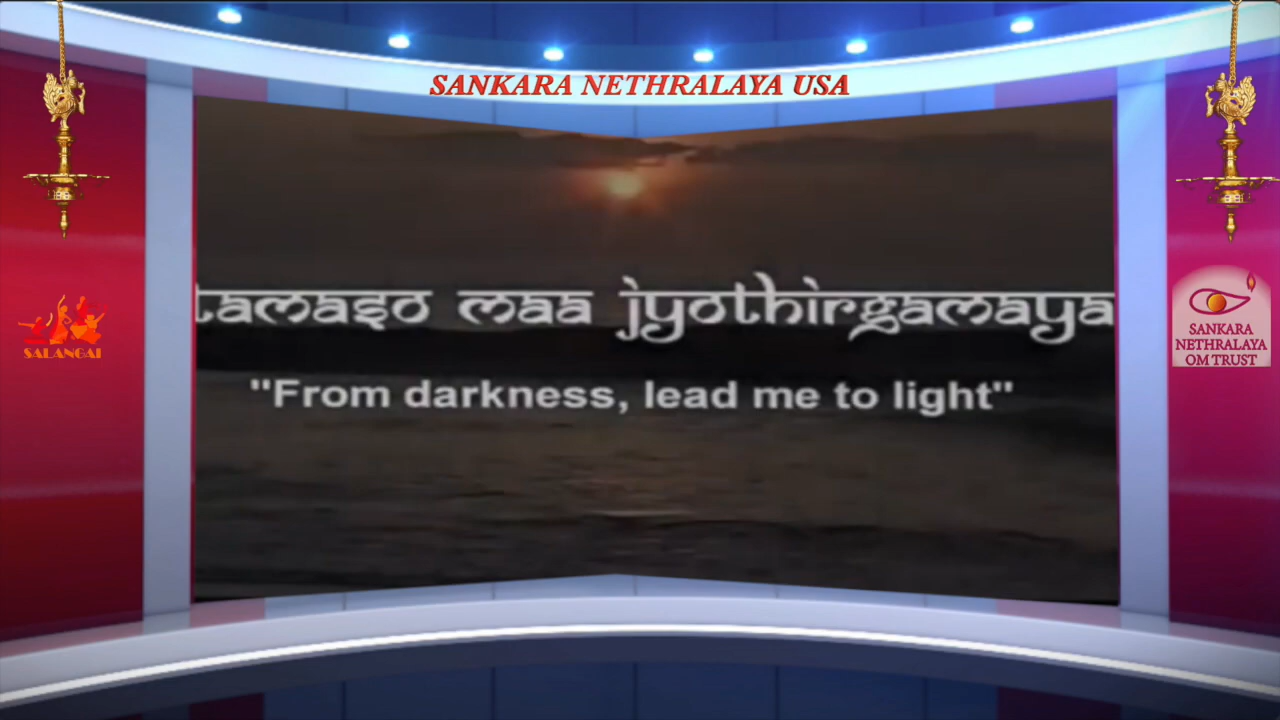 SANKARA NETHRALAYA USA
tamaso maa jyothirgamaya
"From darkness, lead me to light"
SALANGAI
SANKARA
NETHRALAYA
OM TRUST